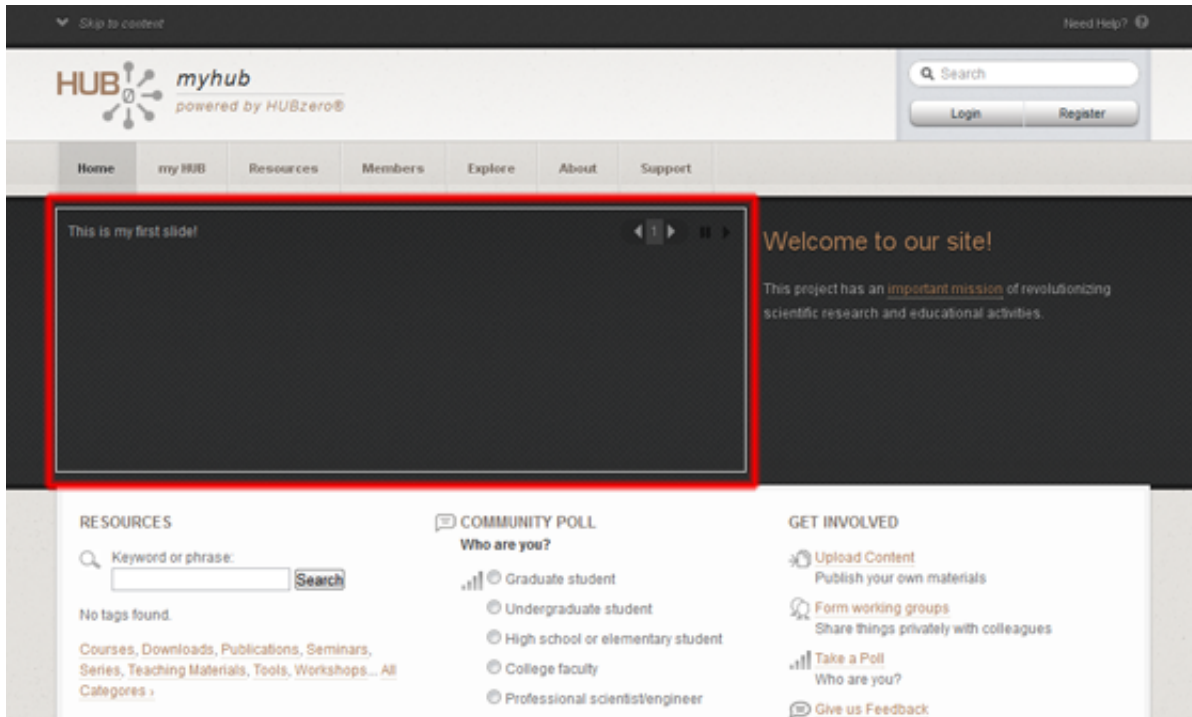 Skip to content
Need Help?
HUB
0
myhub
powered by HUBzero®
Search
Login Register
Home my HUB Resources Members Explore About Support
This is my first slide!
1
Welcome to our site!
This project has an important mission of revolutionizing
scientific research and educational activities.
RESOURCES
Keyword or phrase:
Search
No tags found.
Courses, Downloads, Publications, Seminars,
Series, Teaching Materials, Tools, Workshops... All
Categores ›
COMMUNITY POLL
Who are you?
Graduate student
Undergraduate student
High school or elementary student
College faculty
Professional scientist/engineer
GET INVOLVED
Upload Content
Publish your own materials
Form working groups
Share things privately with colleagues
Take a Poll
Who are you?
Give us Feedback